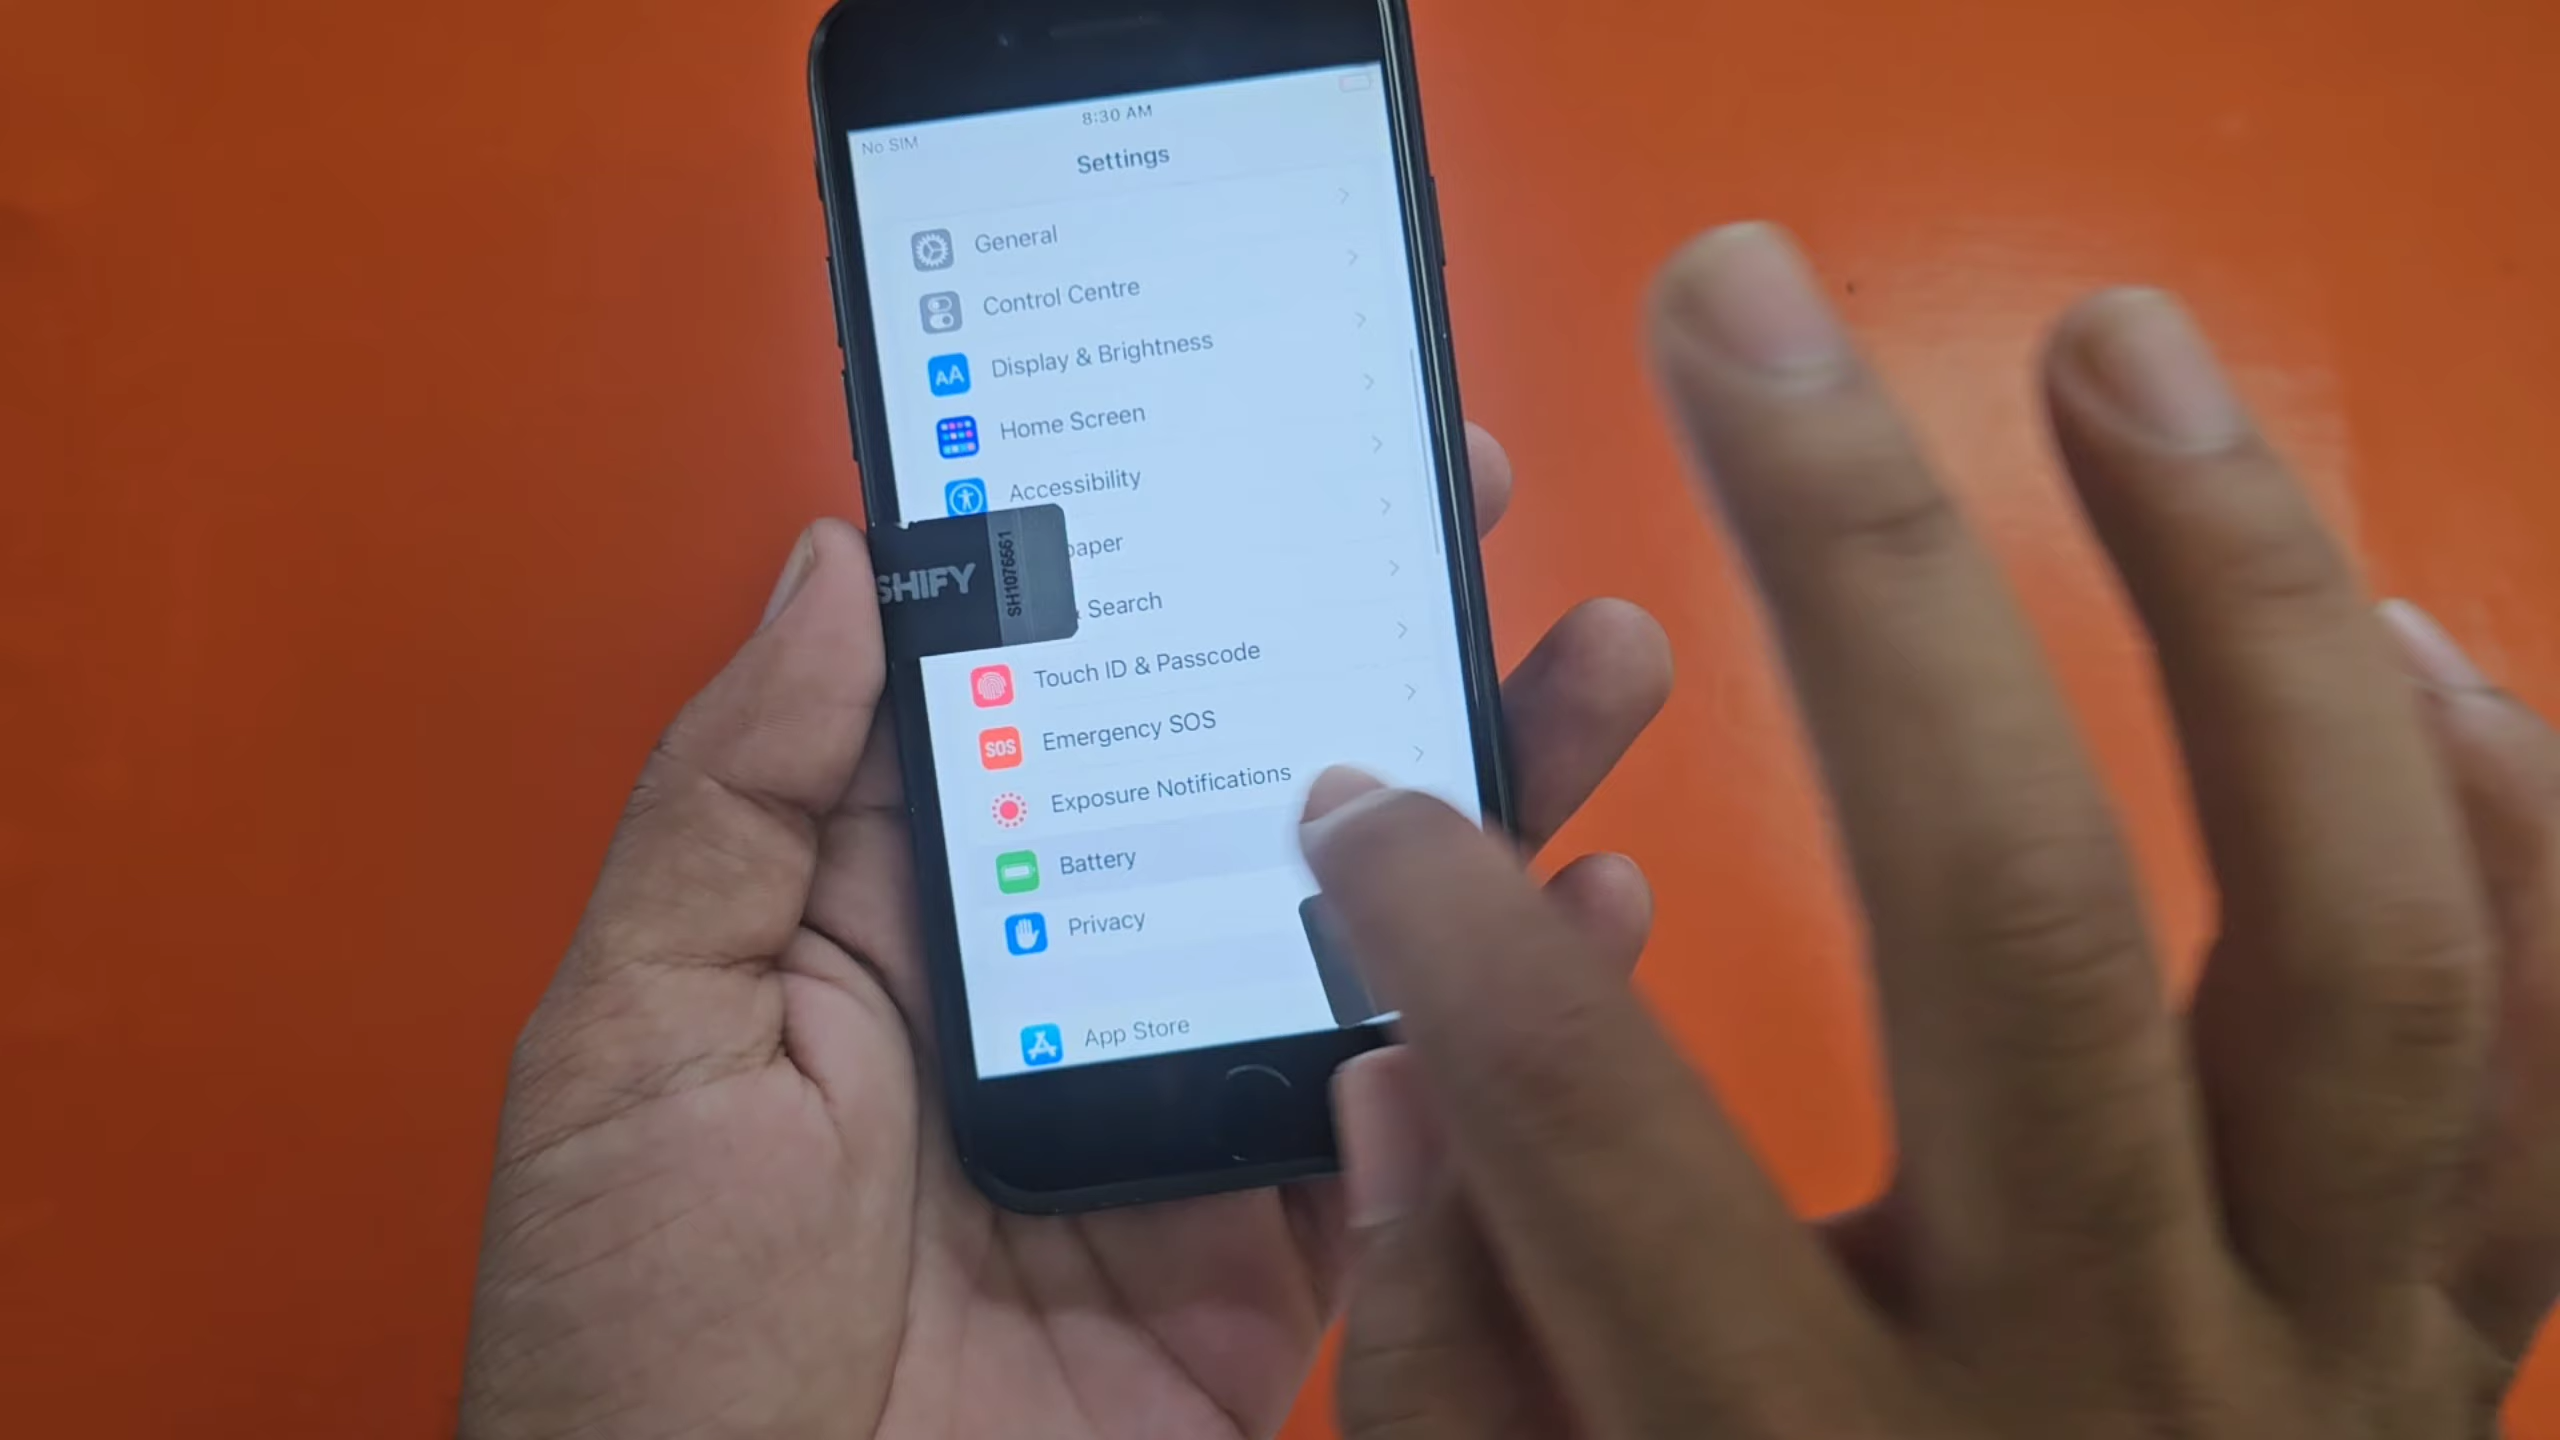 No SIM
8:30 AM
Settings
General
Control Centre
AA
Display & Brightness
Home Screen
Accessibility
SHIFY
SH1076661
paper
& Search
Touch ID & Passcode
SOS
Emergency SOS
Exposure Notifications
Battery
Privacy
App Store